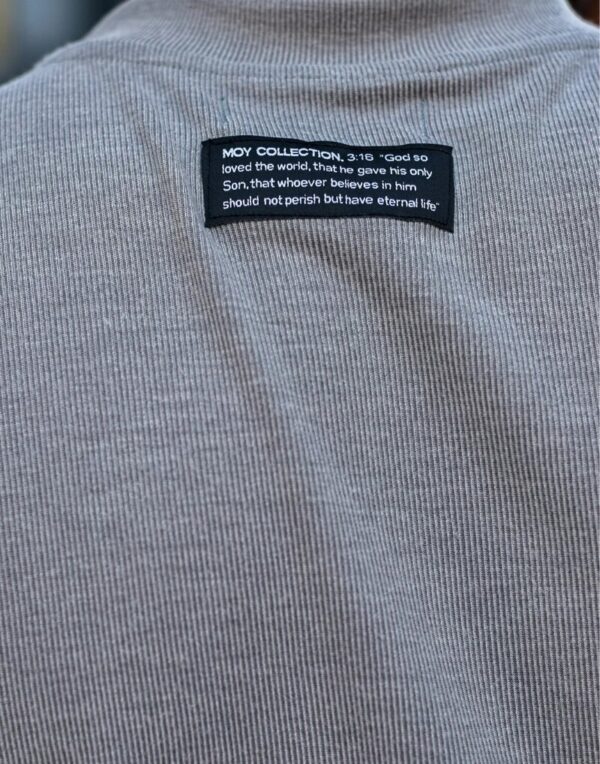 MOY COLLECTION. 3:16 "God so
loved the world, that he gave his only
Son, that whoever believes in him
should not perish but have eternal life"